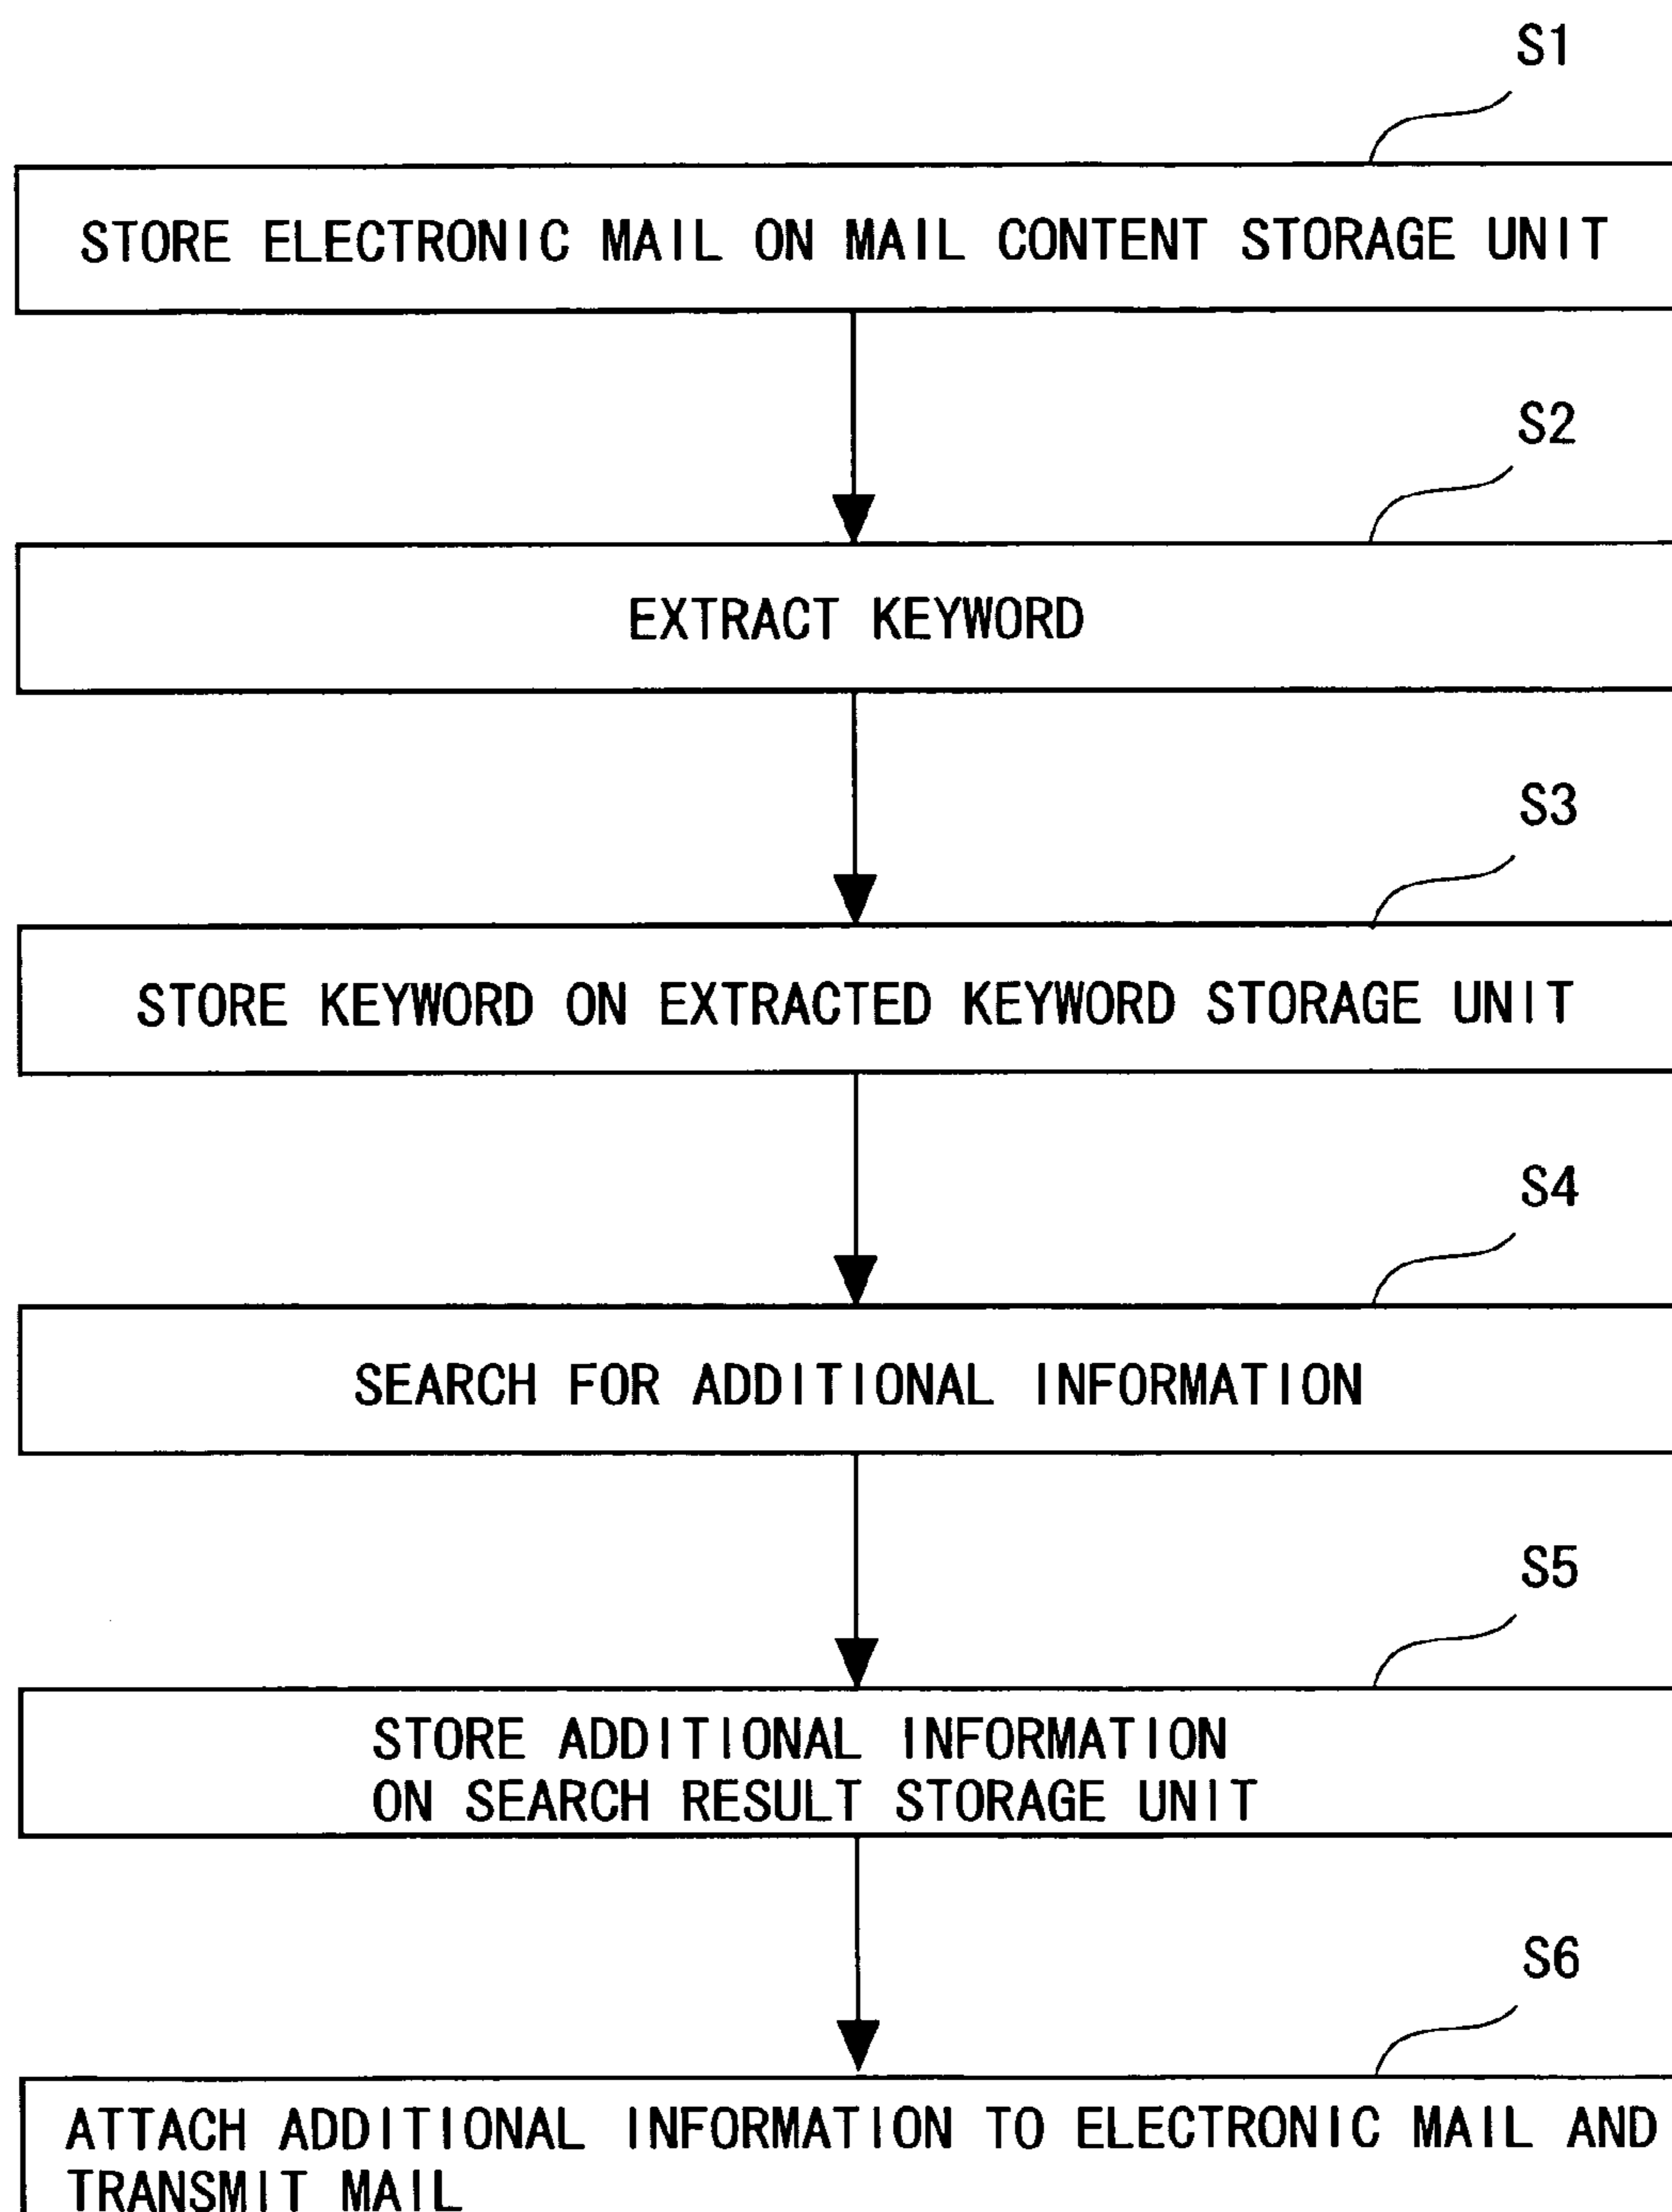 S1
STORE ELECTRONIC MAIL ON MAIL CONTENT STORAGE UNIT
S2
EXTRACT KEYWORD
S3
STORE KEYWORD ON EXTRACTED KEYWORD STORAGE UNIT
S4
SEARCH FOR ADDITIONAL INFORMATION
S5
STORE ADDITIONAL INFORMATION
ON SEARCH RESULT STORAGE UNIT
S6
ATTACH ADDITIONAL INFORMATION TO ELECTRONIC MAIL AND
TRANSMIT MAIL